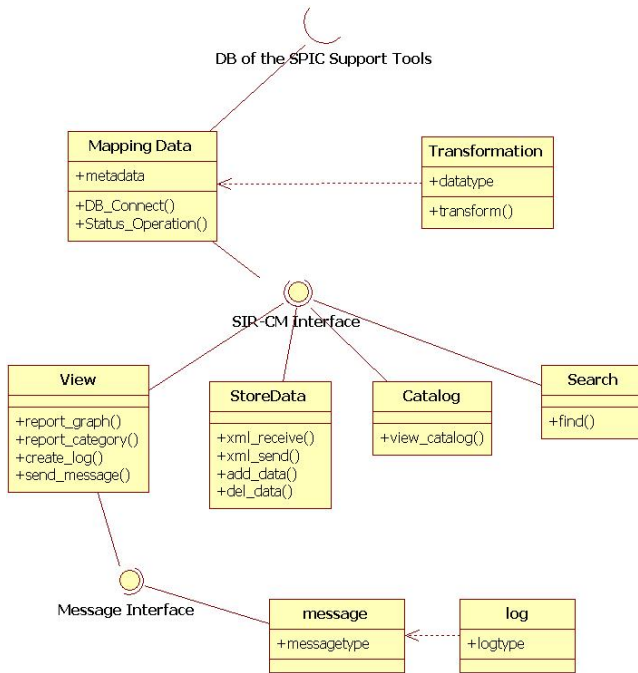 DB of the SPIC Support Tools
Mapping Data
+metadata
+DB_Connect()
+Status_Operation()
Transformation
+datatype
+transform()
SIR-CM Interface
View
+report_graph()
+report_category()
+create_log()
+send_message()
StoreData
+xml_receive()
+xml_send()
+add_data()
+del_data()
Catalog
+view_catalog()
Search
+find()
Message Interface
message
+messagetype
log
+logtype